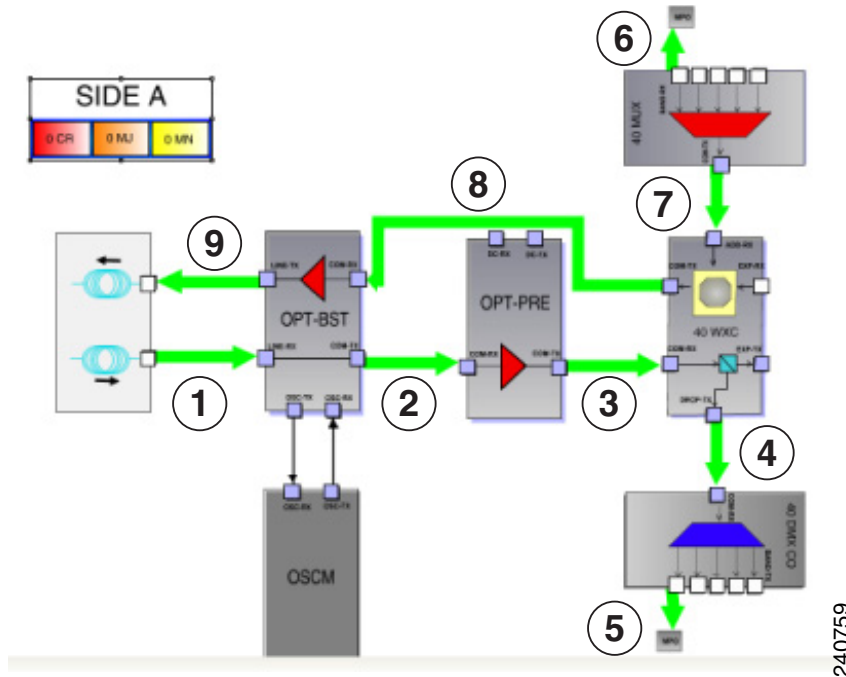 SIDE A
0 CR 0 MJ 0 MN
6
MPO
40 MUX
8
7
9
LINE-TX COM-RX
OPT-BST
LINE-RX COM-TX
OSC-TX OSC-RX
DC-RX DC-TX
OPT-PRE
COM-RX COM-TX
ADD-RX
COM-TX EXP-RX
40 WXC
COM-RX EXP-TX
DROP-TX
1
2
3
4
OSC-RX OSC-TX
OSCM
COM-RX
40 DMX CO
BAND-TX
5
MPO
240759